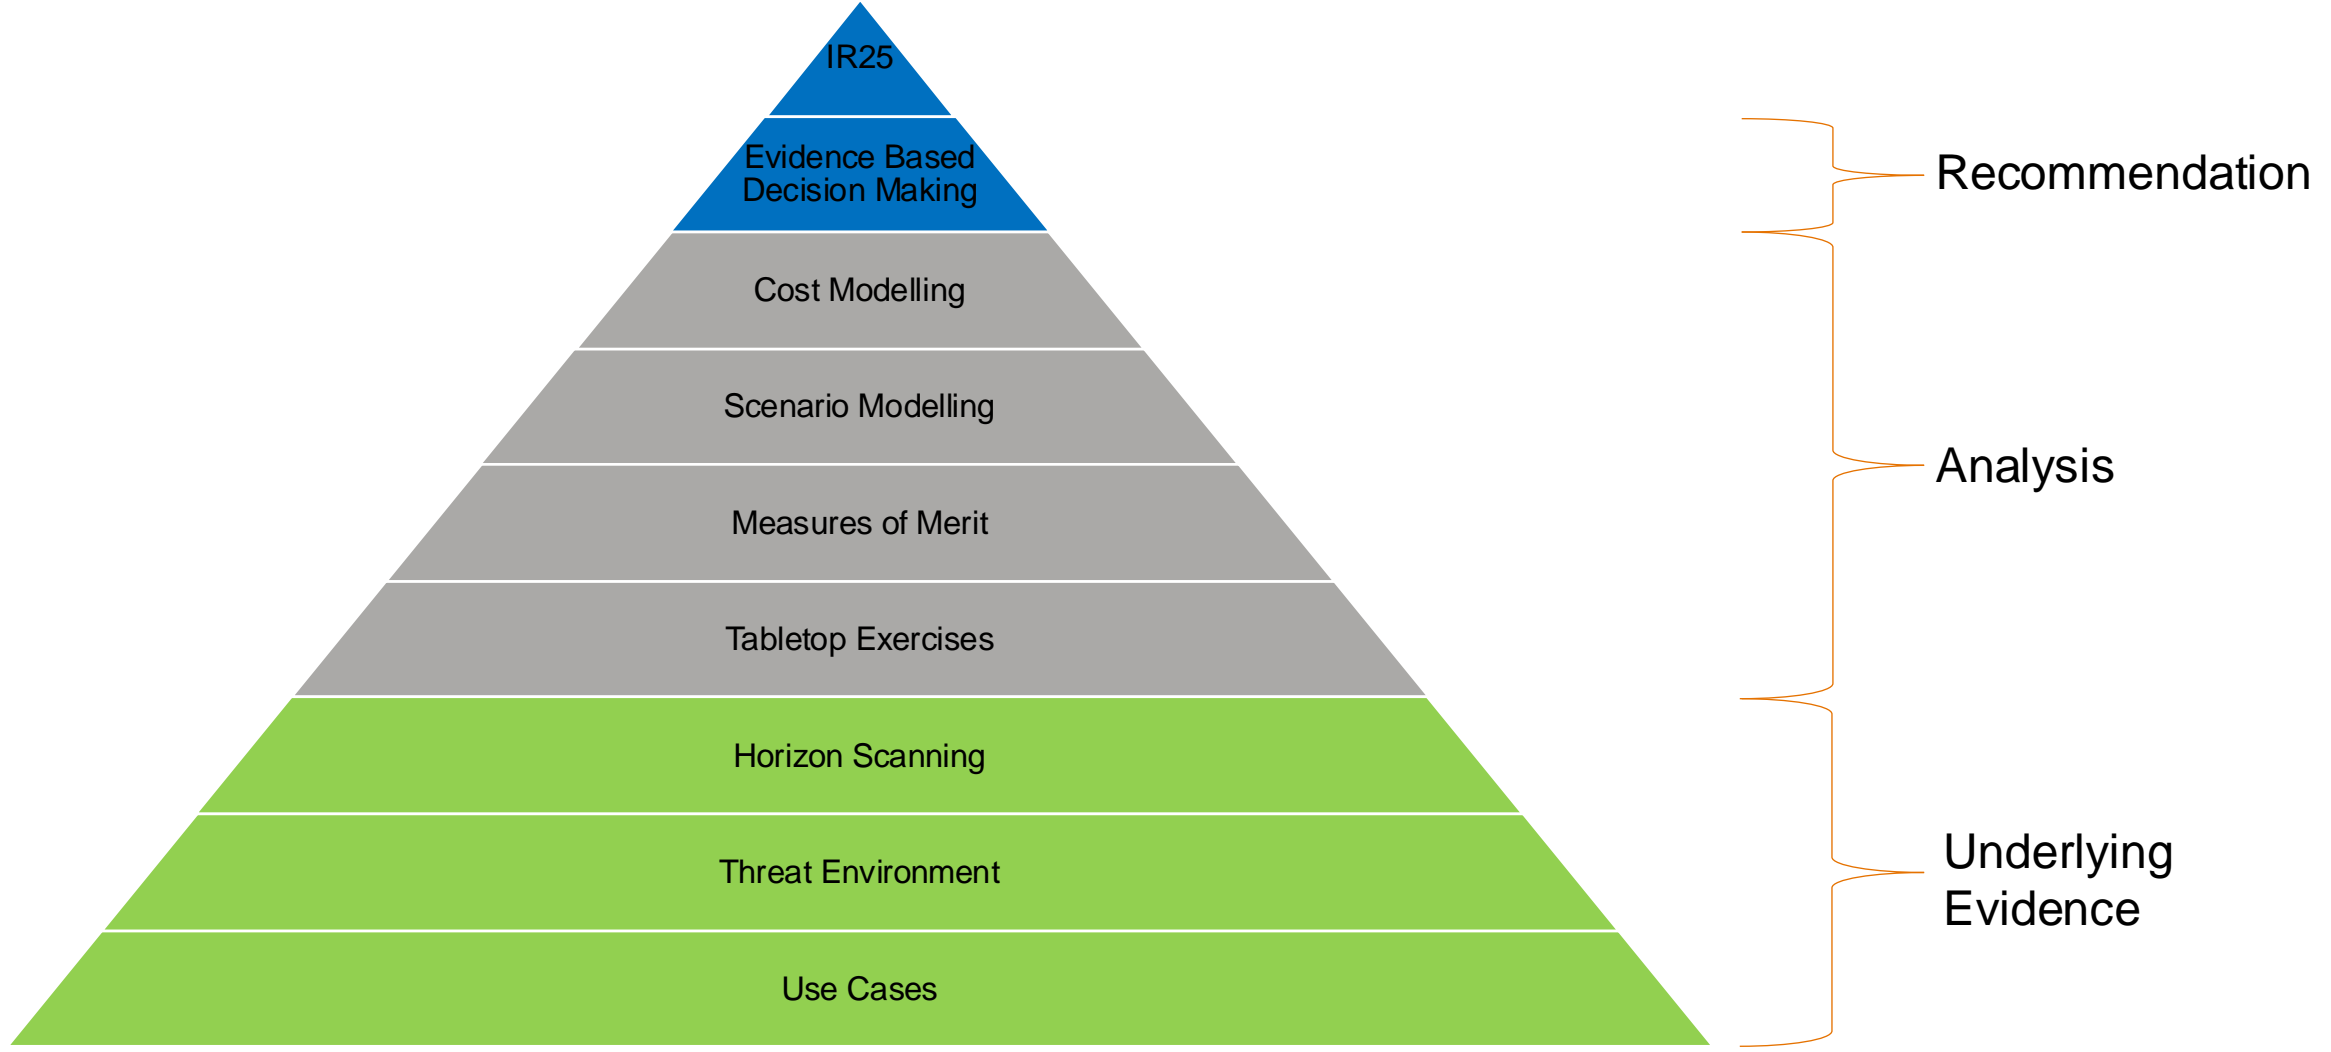 IR25
Evidence Based
Decision Making
Cost Modelling
Scenario Modelling
Measures of Merit
Tabletop Exercises
Horizon Scanning
Threat Environment
Use Cases
Recommendation
Analysis
Underlying
Evidence